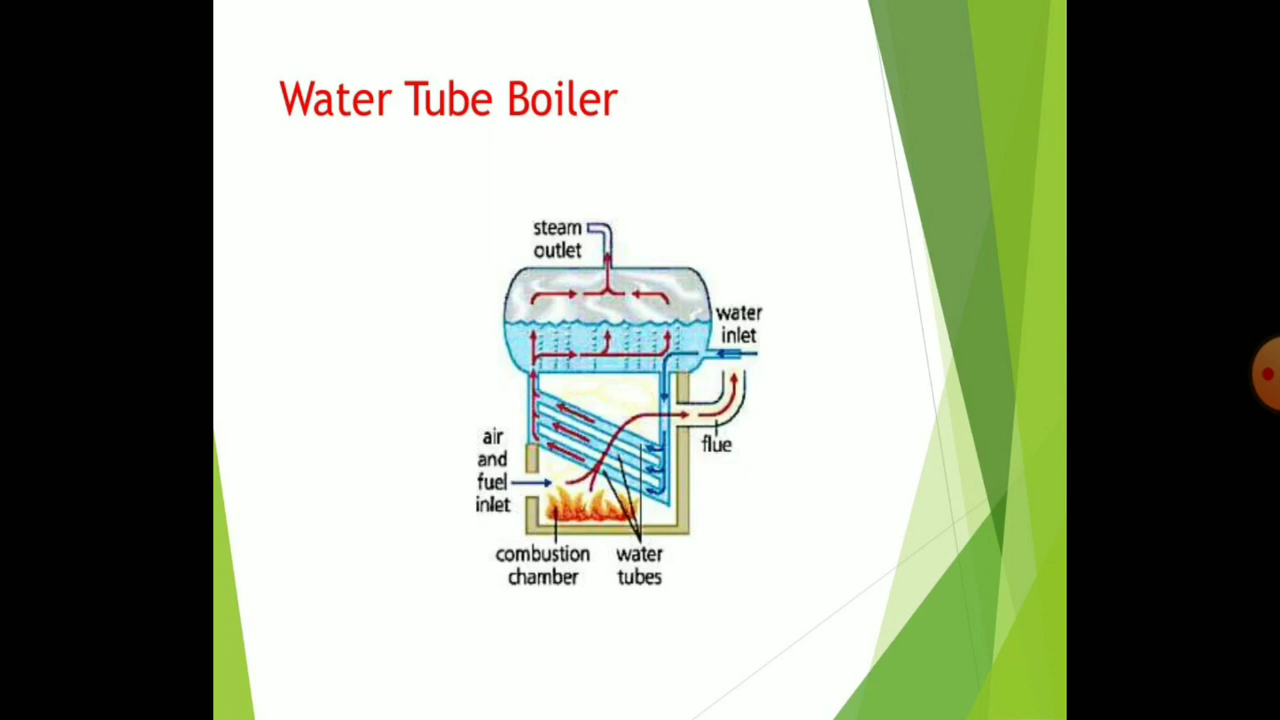 Water Tube Boiler
steam
outlet
water
inlet
flue
air
and
fuel
inlet
combustion
chamber
water
tubes